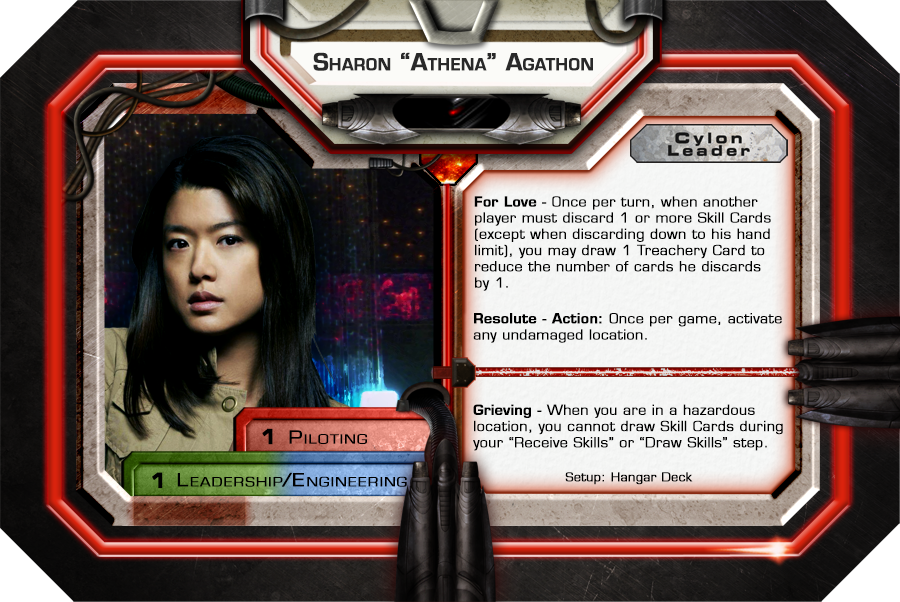 Sharon “Athena” Agathon
Cylon
Leader
For Love - Once per turn, when another
player must discard 1 or more Skill Cards
(except when discarding down to his hand
limit), you may draw 1 Treachery Card to
reduce the number of cards he discards
by 1.
Resolute - Action: Once per game, activate
any undamaged location.
Grieving - When you are in a hazardous
location, you cannot draw Skill Cards during
your “Receive Skills” or “Draw Skills” step.
Setup: Hangar Deck
1 Piloting
1 Leadership/Engineering